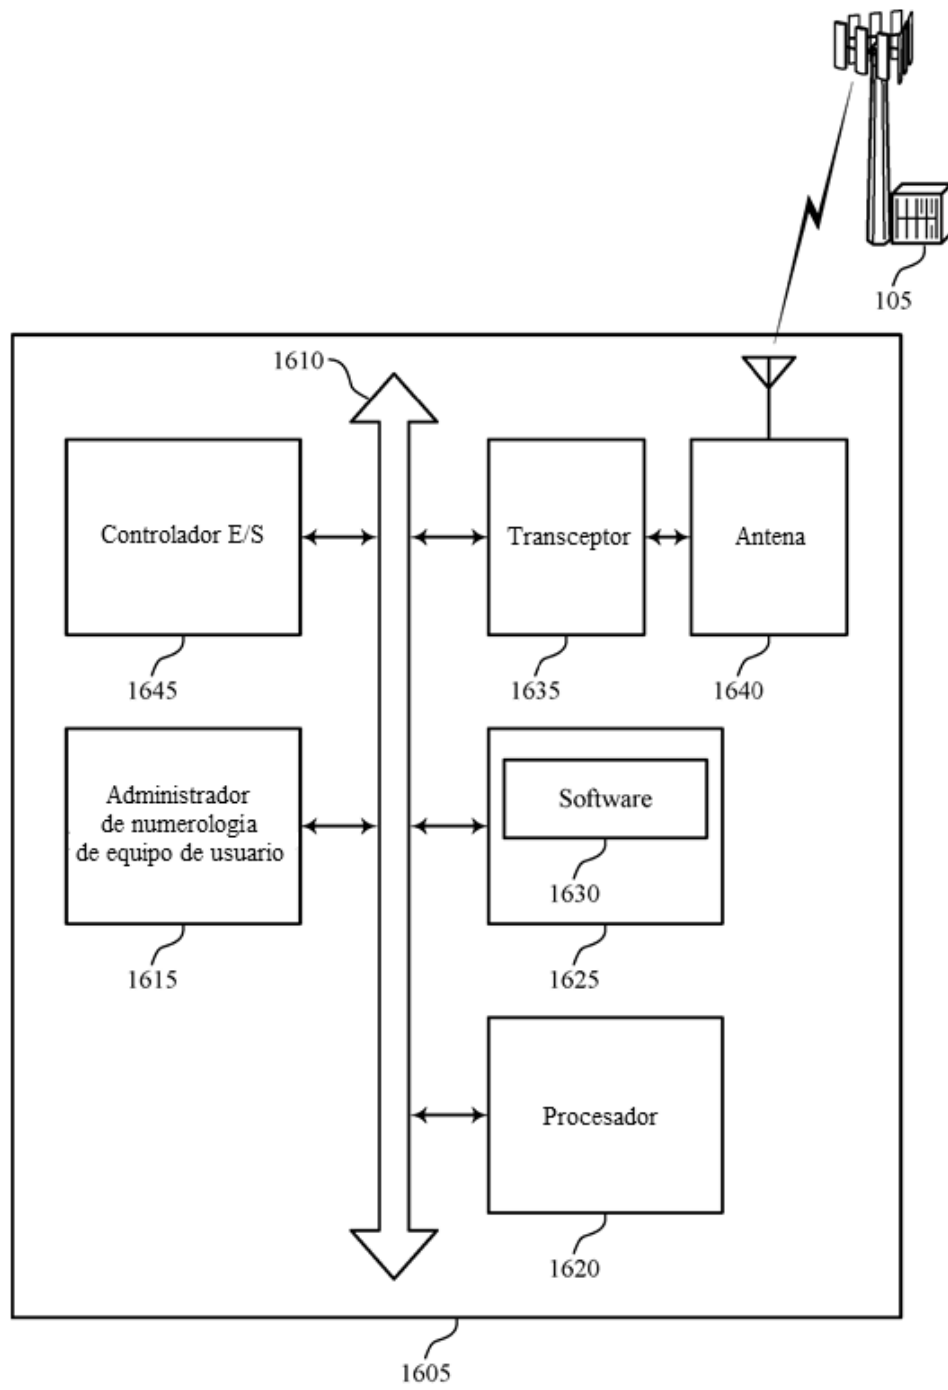 105
1610
Controlador E/S
Transceptor
Antena
1645
1635
1640
Administrador
de numerología
de equipo de usuario
Software
1630
1615
1625
Procesador
1620
1605